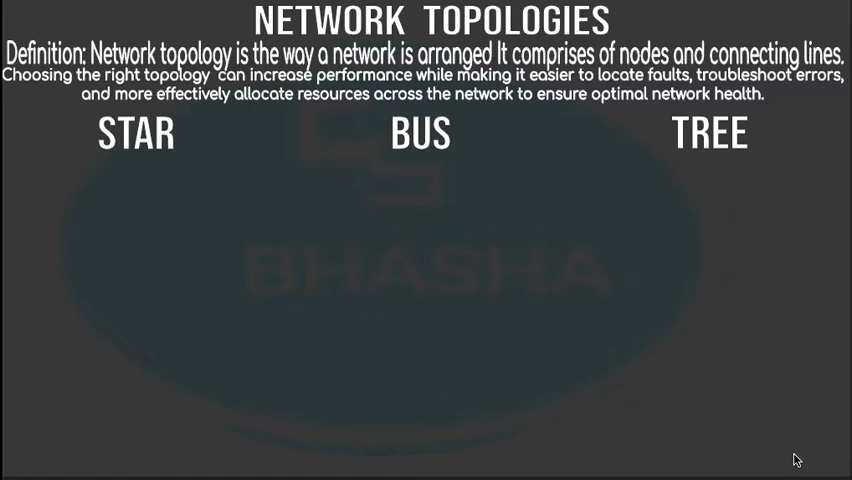 NETWORK TOPOLOGIES
Definition: Network topology is the way a network is arranged It comprises of nodes and connecting lines.
Choosing the right topology can increase performance while making it easier to locate faults, troubleshoot errors,
and more effectively allocate resources across the network to ensure optimal network health.
STAR BUS TREE
BHASHA